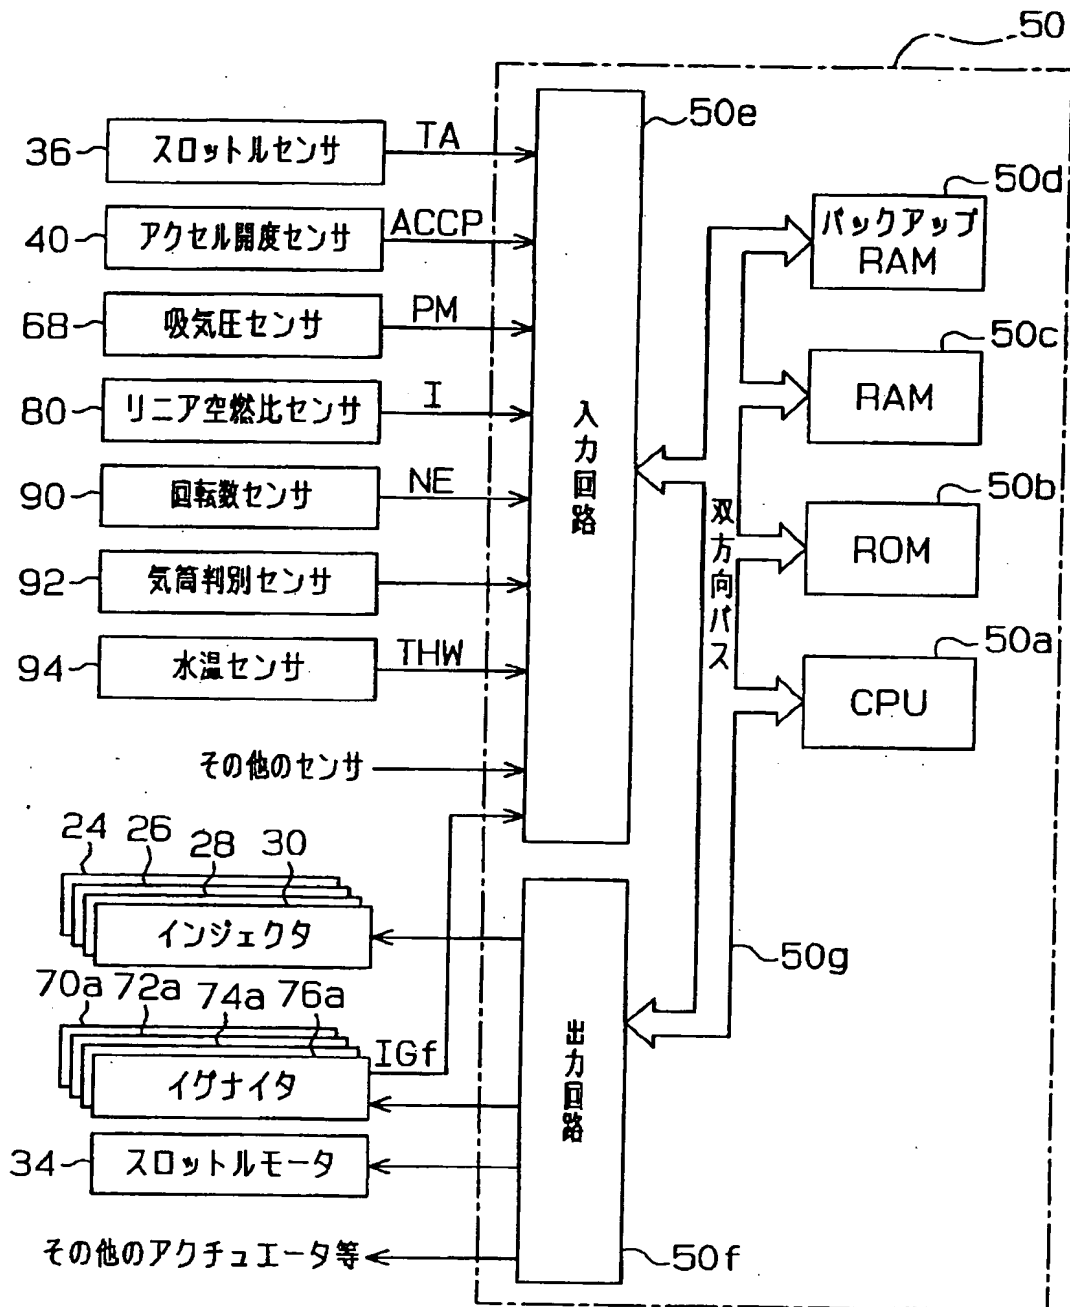 50
50e
36
スロットルセンサ
TA
50d
バックアップ
RAM
40
アクセル開度センサ
ACCP
68
吸気圧センサ
PM
50c
RAM
80
リニア空燃比センサ
I
入力回路
90
回転数センサ
NE
50b
ROM
双方向バス
92
気筒判別センサ
94
水温センサ
THW
50a
CPU
その他のセンサ
24
26
28
30
インジェクタ
50g
70a
72a
74a
76a
イグナイタ
IGf
出力回路
34
スロットルモータ
その他のアクチュエータ等
50f